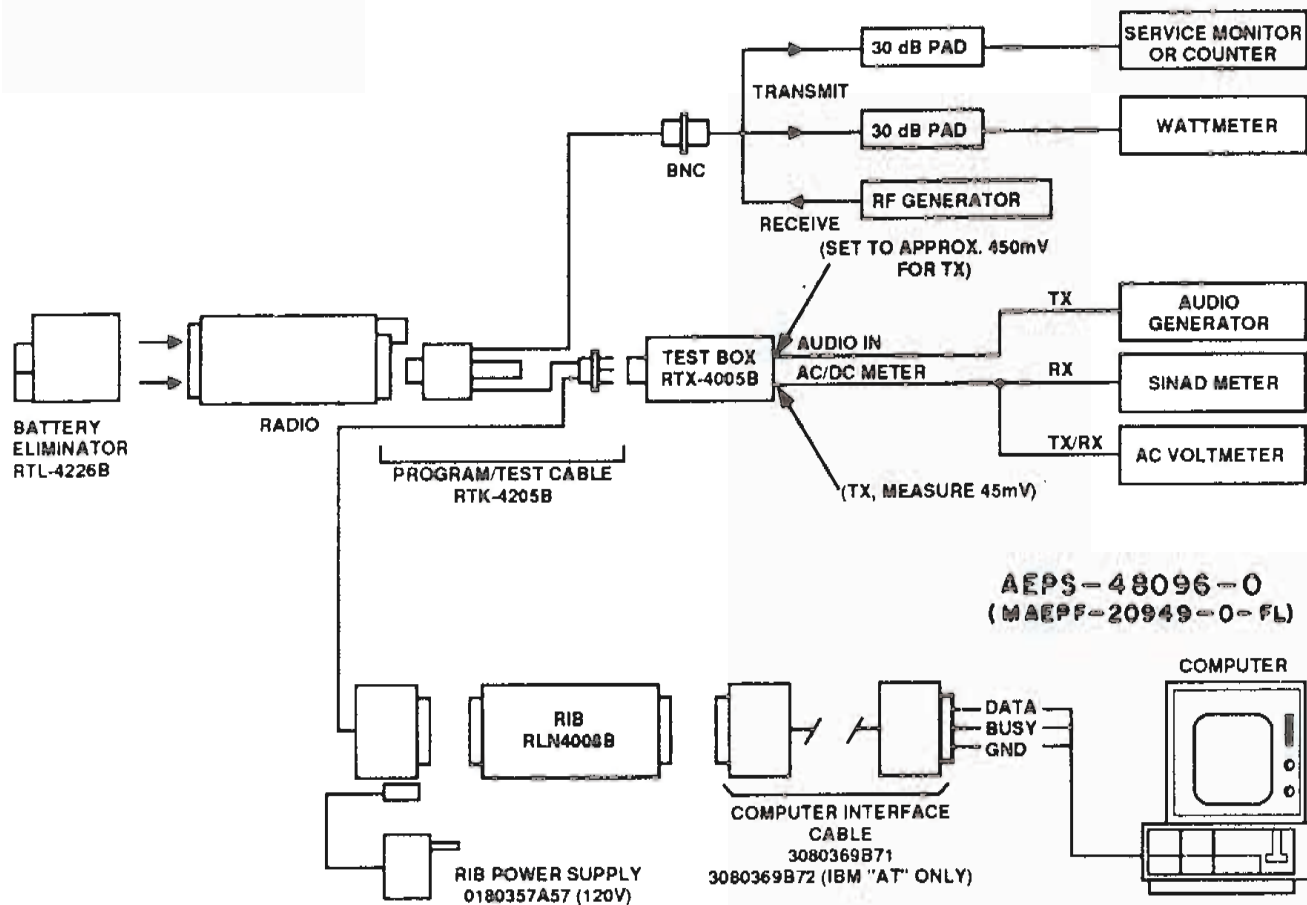 30 dB PAD
SERVICE MONITOR
OR COUNTER
TRANSMIT
30 dB PAD
WATTMETER
BNC
RF GENERATOR
RECEIVE
(SET TO APPROX. 450mV
FOR TX)
TX
AUDIO
GENERATOR
AUDIO IN
TEST BOX
RTX-4005B
AC/DC METER
RX
SINAD METER
TX/RX
AC VOLTMETER
(TX, MEASURE 45mV)
BATTERY
ELIMINATOR
RTL-4226B
RADIO
PROGRAM/TEST CABLE
RTK-4205B
AEPS-48096-O
(MAEPF-20949-O-FL)
COMPUTER
RIB
RLN4008B
DATA
BUSY
GND
COMPUTER INTERFACE
CABLE
3080369B71
3080369B72 (IBM "AT" ONLY)
RIB POWER SUPPLY
0180357A57 (120V)